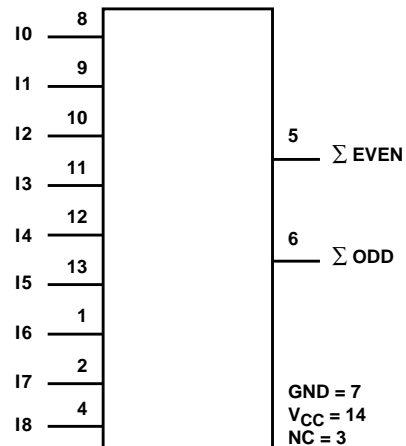 I0 8
I1 9
I2 10
I3 11
I4 12
I5 13
I6 1
I7 2
I8 4
5 Σ EVEN
6 Σ ODD
GND = 7
VCC = 14
NC = 3